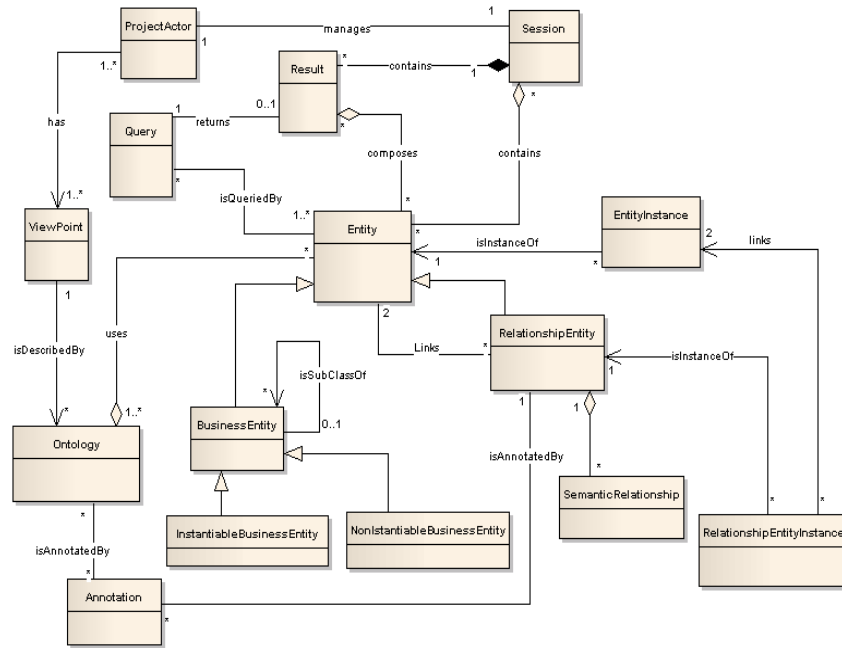 ProjectActor
1
manages
1
Session
1..*
1
Result
*
contains
1
*
has
Query
1
returns
0..1
*
composes
contains
*
isQueriedBy
1..*
ViewPoint
1..*
1
Entity
*
*
*
1
isInstanceOf
*
EntityInstance
2
links
2
uses
isDescribedBy
*
1..*
Links
*
RelationshipEntity
1
isInstanceOf
1
1
isSubClassOf
*
0..1
BusinessEntity
Ontology
*
isAnnotatedBy
isAnnotatedBy
*
SemanticRelationship
*
*
InstantiableBusinessEntity
NonIstantiableBusinessEntity
RelationshipEntityInstance
*
Annotation
*